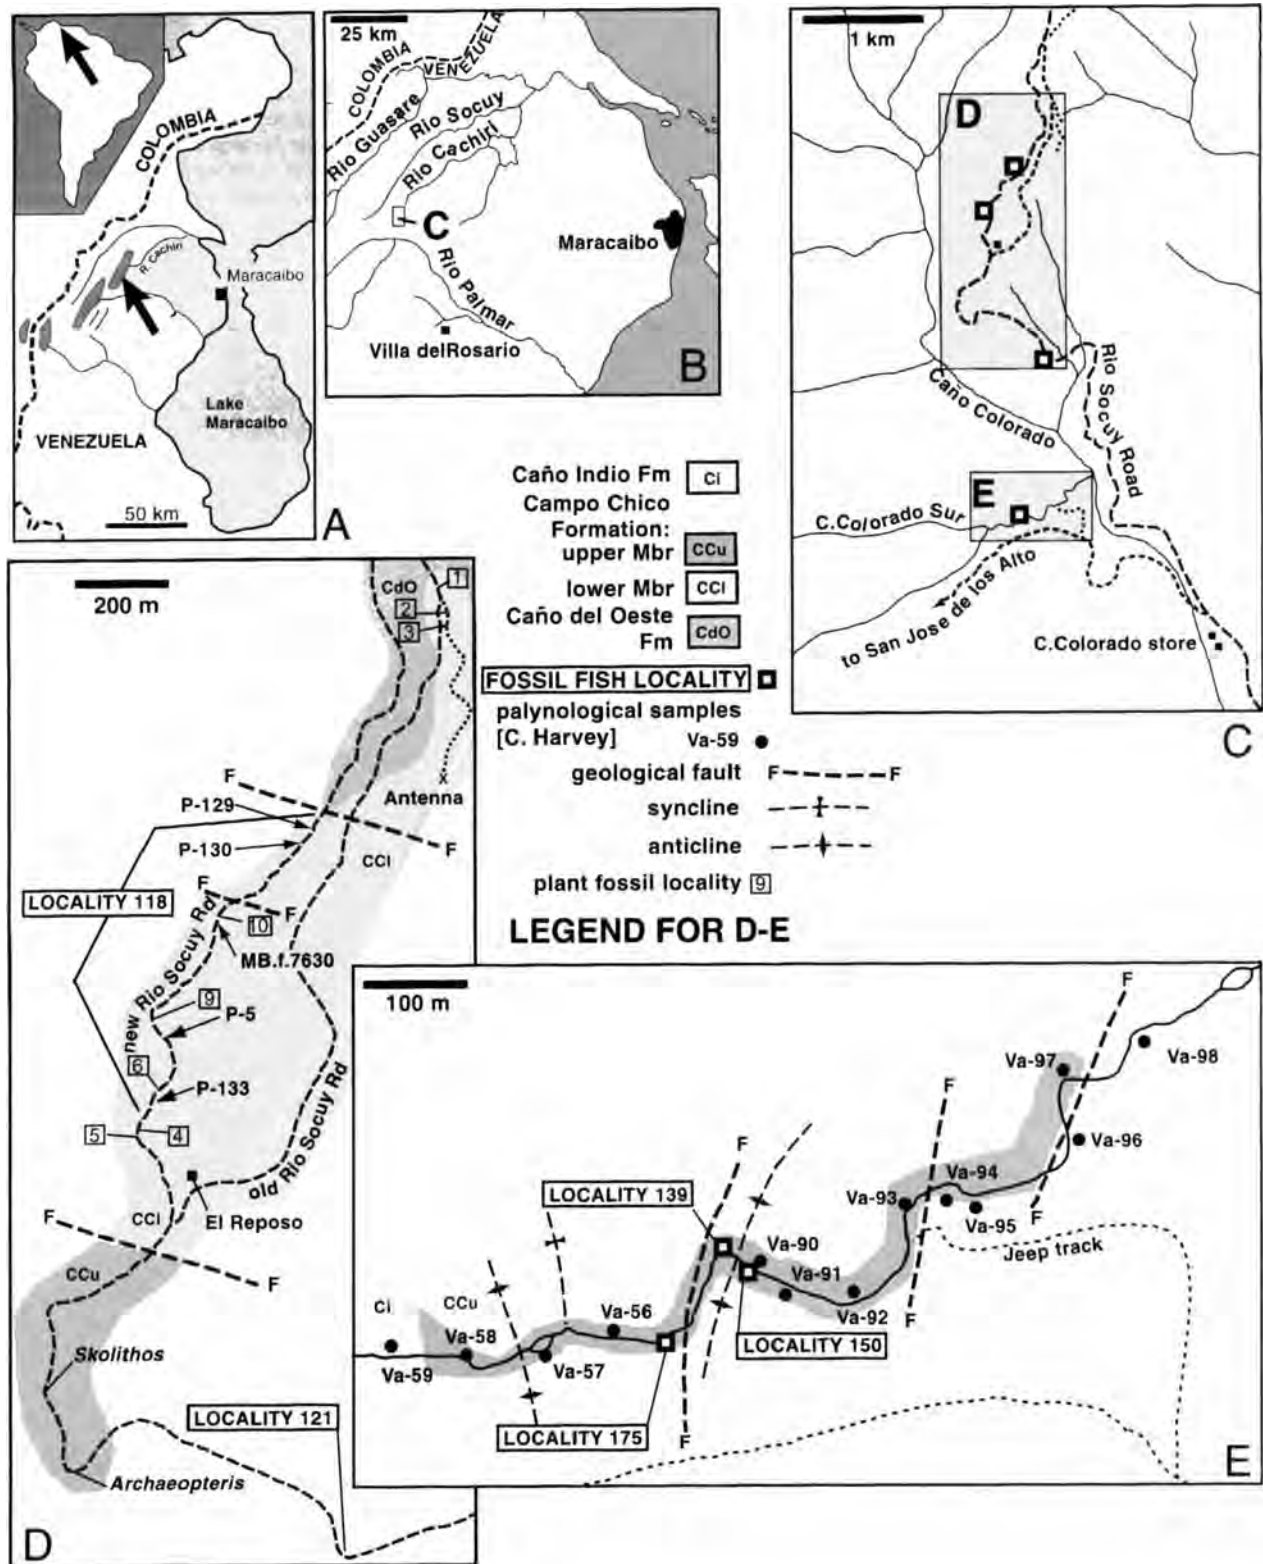 COLOMBIA
R. Cachiri
Maracaibo
Lake
Maracaibo
VENEZUELA
50 km
A
25 km
COLOMBIA
VENEZUELA
Rio Guasare
Rio Socuy
Rio Cachiri
C
Maracaibo
Rio Palmar
Villa delRosario
B
1 km
D
Rio Socuy Road
Caño Colorado
E
C.Colorado Sur
to San Jose de los Alto
C.Colorado store
C
Caño Indio Fm
CI
Campo Chico
Formation:
upper Mbr
CCu
lower Mbr
CCl
Caño del Oeste
Fm
CdO
FOSSIL FISH LOCALITY
palynological samples
[C. Harvey]
Va-59
geological fault
F F
syncline
anticline
plant fossil locality 9
LEGEND FOR D-E
200 m
CdO
1
2
3
Antenna
x
F
P-129
P-130
F
CCl
LOCALITY 118
F
F
10
MB.f.7630
new Rio Socuy Rd
9
P-5
6
P-133
5
4
old Rio Socuy Rd
El Reposo
CCl
F
F
CCu
Skolithos
LOCALITY 121
Archaeopteris
D
100 m
F
Va-98
Va-97
F
F
Va-96
LOCALITY 139
Va-94
Va-93
Va-95
F
Va-90
Jeep track
Va-91
CI
CCu
Va-56
Va-92
F
Va-58
LOCALITY 150
Va-59
Va-57
LOCALITY 175
F
E